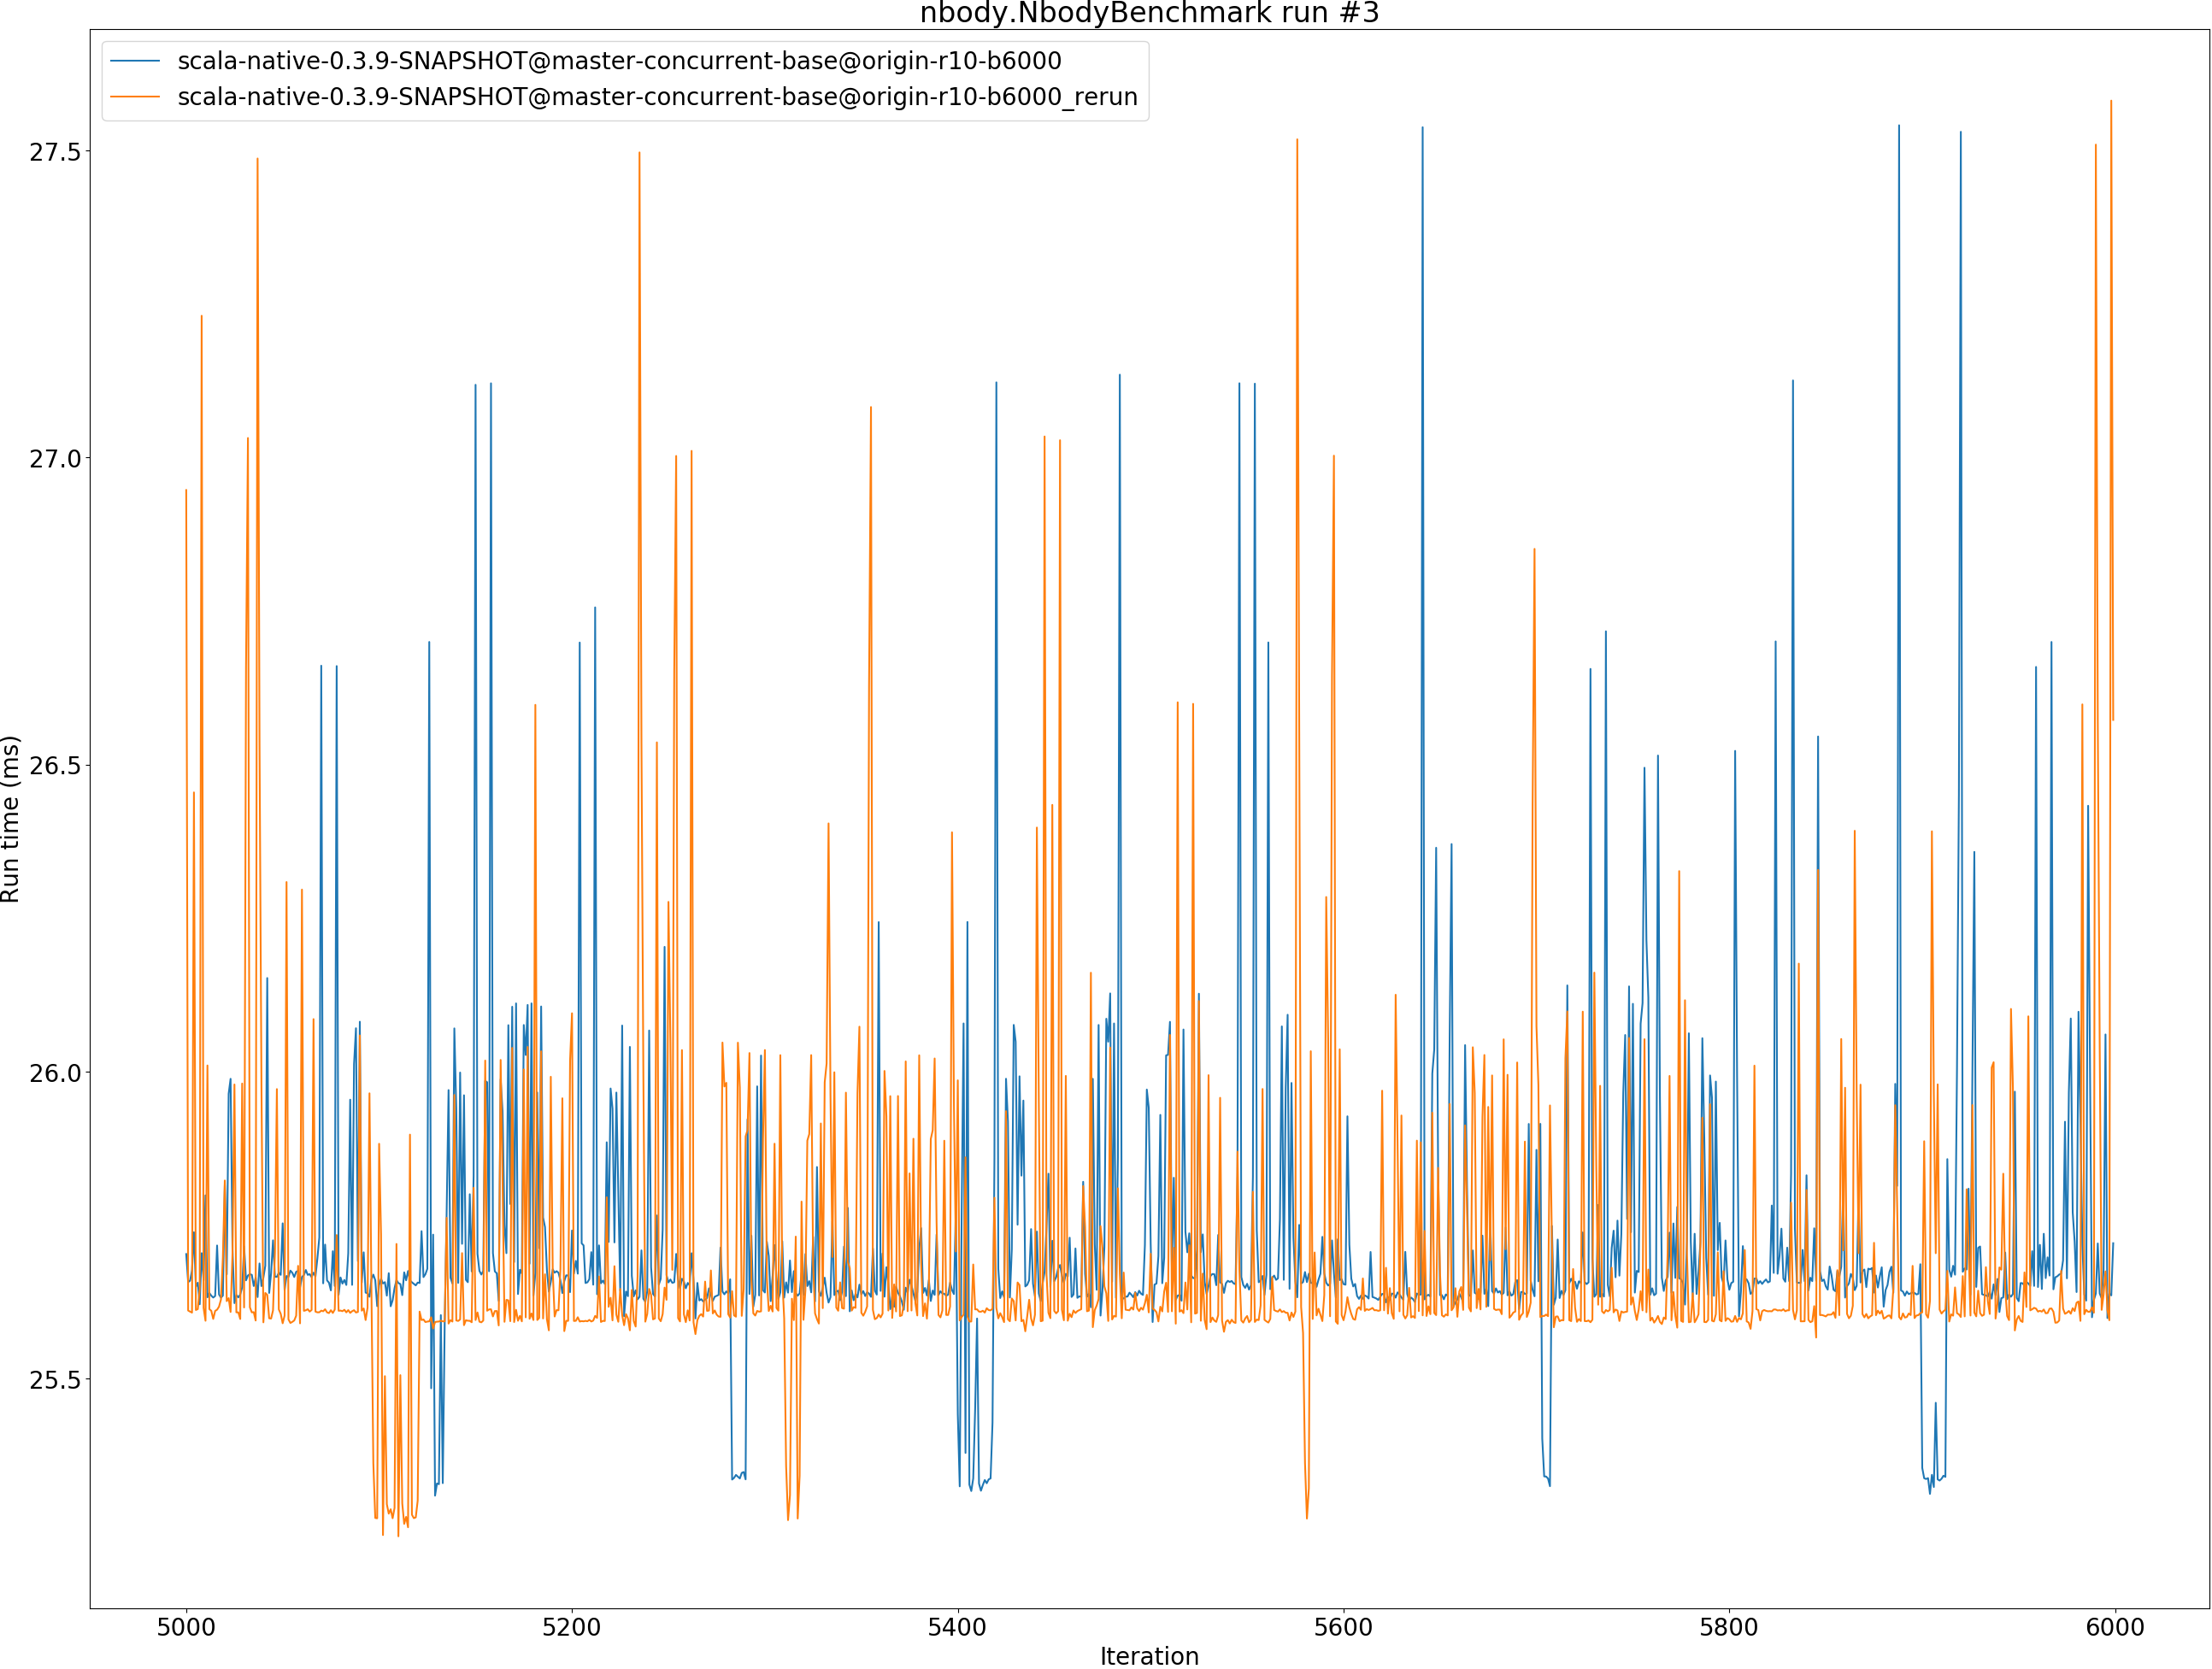 nbody.NbodyBenchmark run #3
scala-native-0.3.9-SNAPSHOT@master-concurrent-base@origin-r10-b6000
scala-native-0.3.9-SNAPSHOT@master-concurrent-base@origin-r10-b6000_rerun
27.5
27.0
26.5
26.0
25.5
Run time (ms)
5000 5200 5400 5600 5800 6000
Iteration